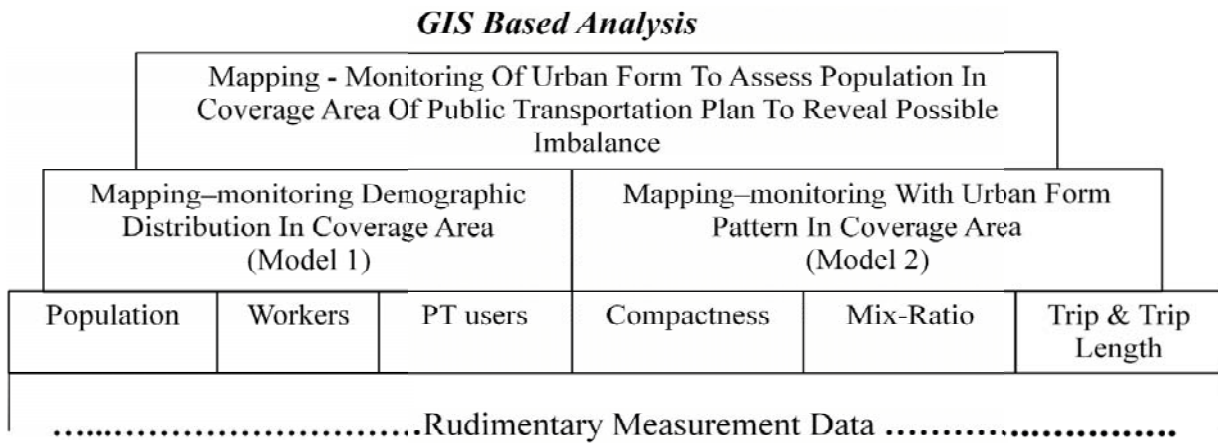 GIS Based Analysis
Mapping - Monitoring Of Urban Form To Assess Population In
Coverage Area Of Public Transportation Plan To Reveal Possible
Imbalance
Mapping–monitoring Demographic
Distribution In Coverage Area
(Model 1)
Mapping–monitoring With Urban Form
Pattern In Coverage Area
(Model 2)
Population
Workers
PT users
Compactness
Mix-Ratio
Trip & Trip
Length
…...……………………….Rudimentary Measurement Data ……...……………….